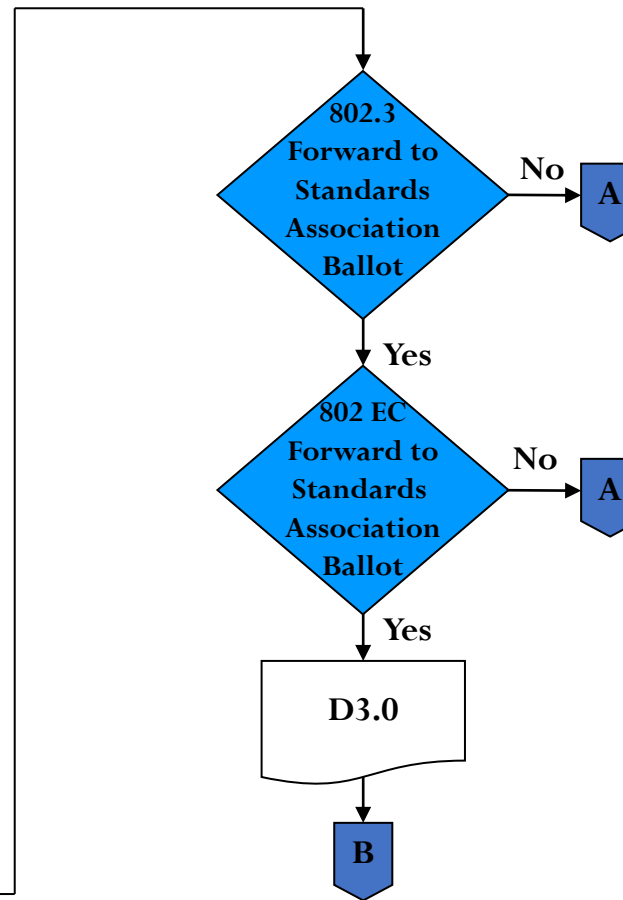 802.3
Forward to
Standards
Association
Ballot
No
A
Yes
802 EC
Forward to
Standards
Association
Ballot
No
A
Yes
D3.0
B